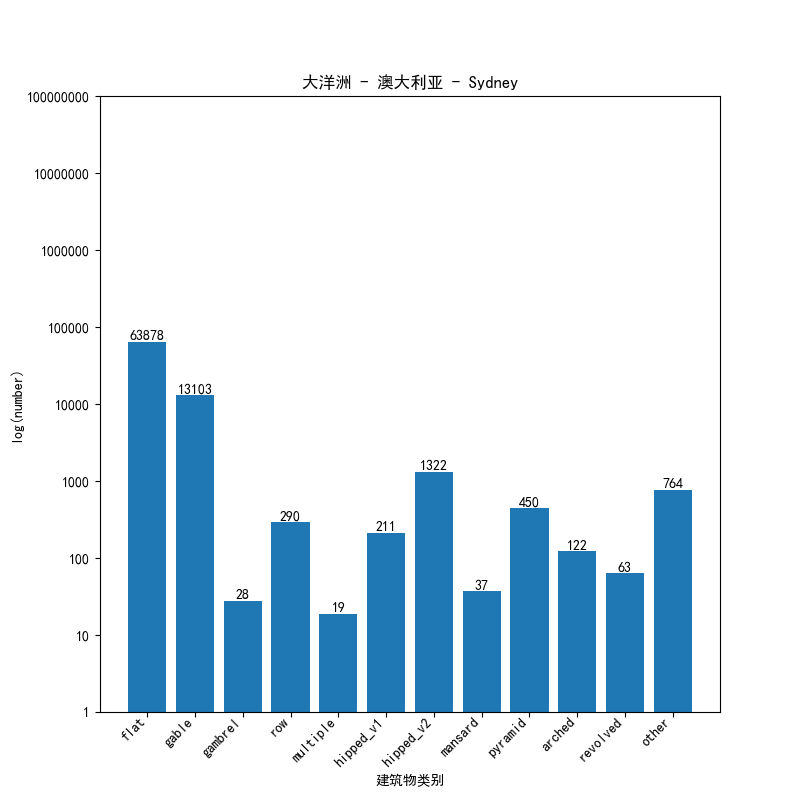 大洋洲 - 澳大利亚 - Sydney
100000000
10000000
1000000
100000
10000
1000
100
10
1
log(number)
63878
13103
28
290
19
211
1322
37
450
122
63
764
flat
gable
gambrel
row
multiple
hipped_v1
hipped_v2
mansard
pyramid
arched
revolved
other
建筑物类别